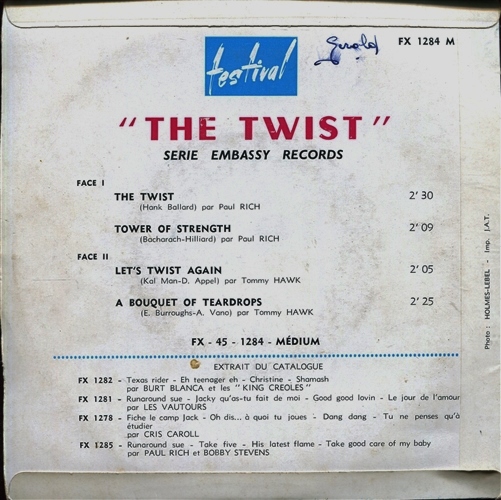 festival
Gerold
FX 1284 M
"THE TWIST"
SERIE EMBASSY RECORDS
FACE I
THE TWIST 2' 30
(Hank Ballard) par Paul RICH
TOWER OF STRENGTH 2' 09
(Bacharach-Hilliard) par Paul RICH
FACE II
LET'S TWIST AGAIN 2' 05
(Kal Man-D. Appel) par Tommy HAWK
A BOUQUET OF TEARDROPS 2' 25
(E. Burroughs-A. Vano) par Tommy HAWK
FX - 45 - 1284 - MÉDIUM
EXTRAIT DU CATALOGUE
FX 1282 - Texas rider - Eh teenager eh - Christine - Shamash
par BURT BLANCA et les "KING CREOLES"
FX 1281 - Runaround sue - Jacky qu'as-tu fait de moi - Good good lovin - Le jour de l'amour
par LES VAUTOURS
FX 1278 - Fiche le camp Jack - Oh dis... à quoi tu joues - Dang dang - Tu ne penses qu'à
étudier
par CRIS CAROLL
FX 1285 - Runaround sue - Take five - His latest flame - Take good care of my baby
par PAUL RICH et BOBBY STEVENS
Photo : HOLMES-LEBEL - Imp. J.A.T.